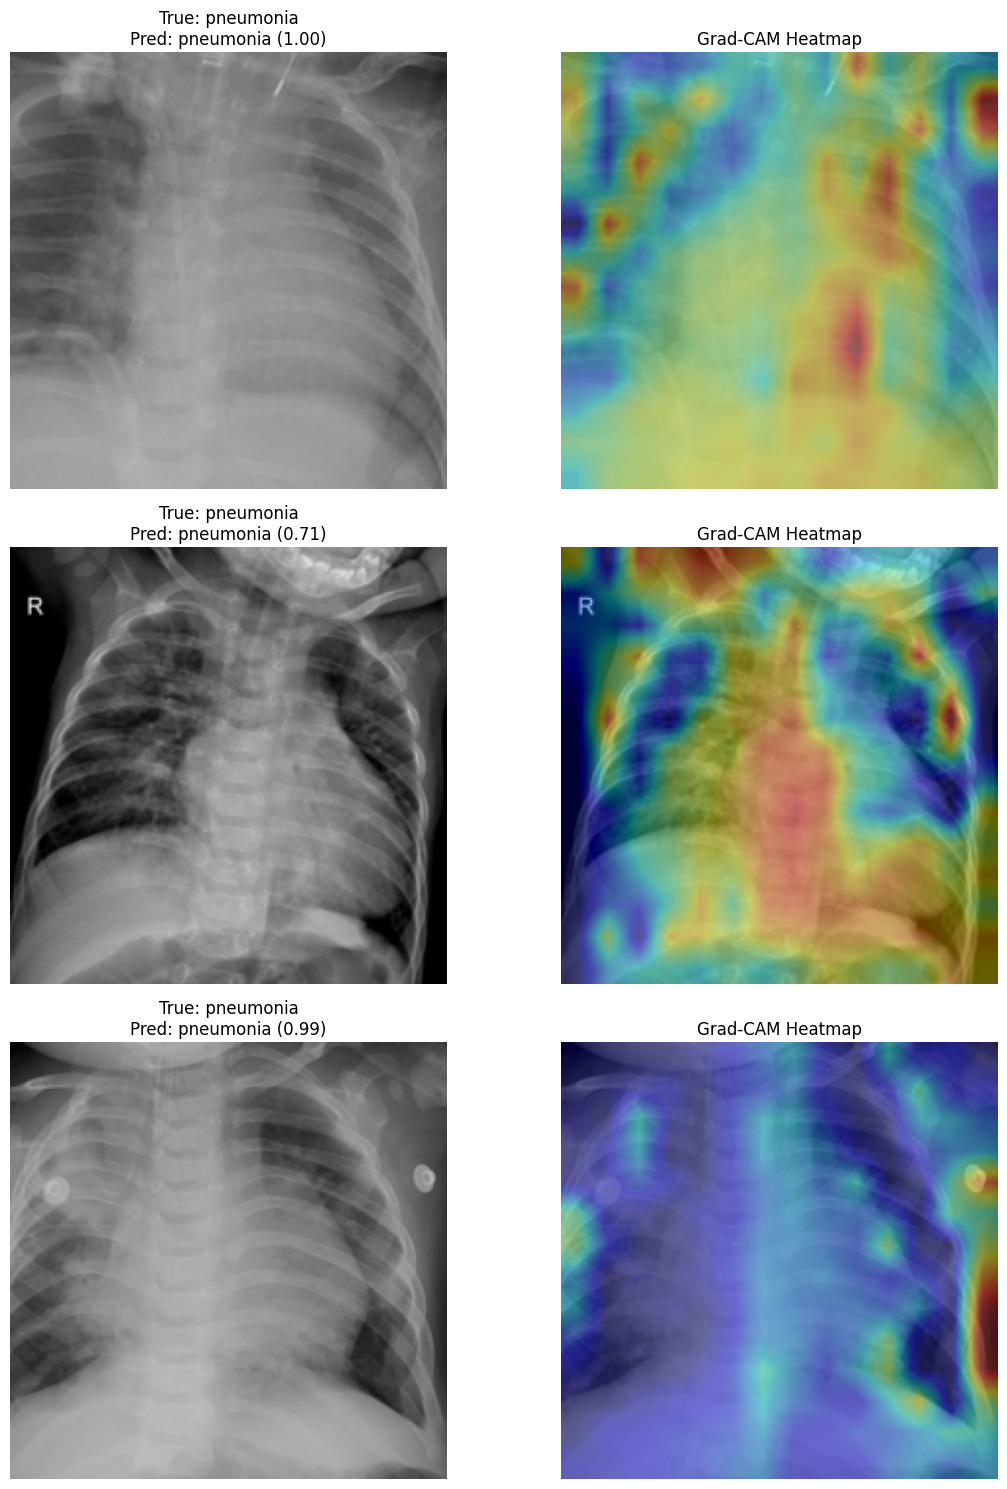 True: pneumonia
Pred: pneumonia (1.00)
Grad-CAM Heatmap
True: pneumonia
Pred: pneumonia (0.71)
Grad-CAM Heatmap
R
R
True: pneumonia
Pred: pneumonia (0.99)
Grad-CAM Heatmap